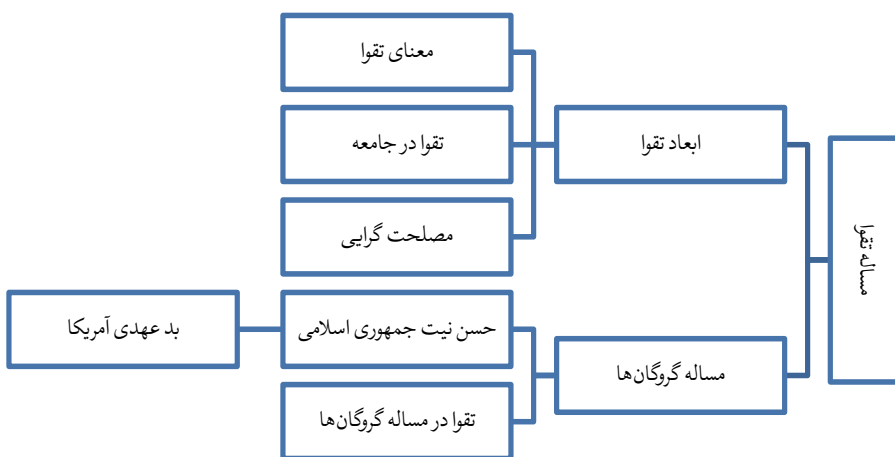 مساله تقوا
ابعاد تقوا
معنای تقوا
تقوا در جامعه
مصلحت گرایی
مساله گروگان‌ها
حسن نیت جمهوری اسلامی
بد عهدی آمریکا
تقوا در مساله گروگان‌ها